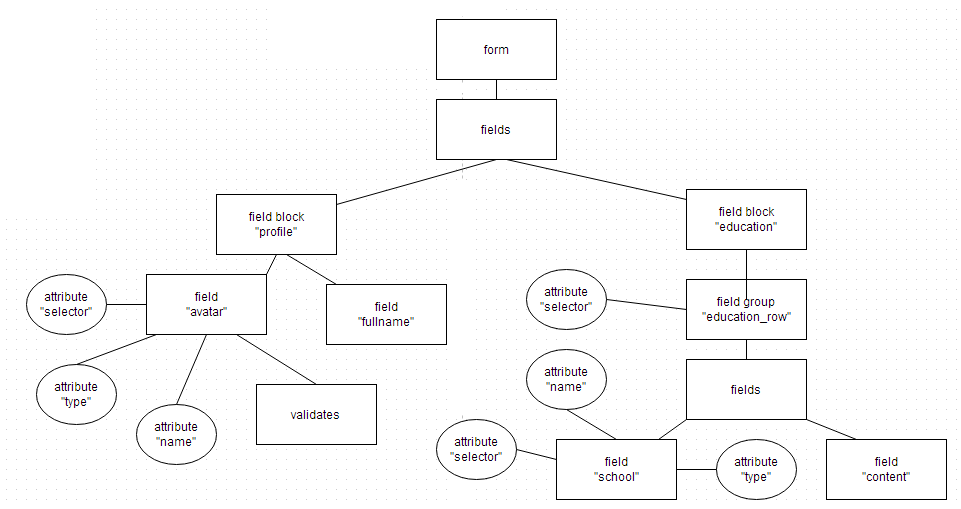 form
fields
field block
"profile"
field block
"education"
attribute
"selector"
field
"avatar"
field
"fullname"
attribute
"selector"
field group
"education_row"
attribute
"type"
attribute
"name"
validates
attribute
"name"
fields
attribute
"selector"
field
"school"
attribute
"type"
field
"content"